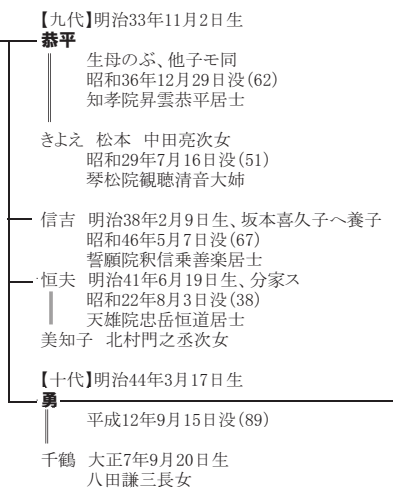 【九代】明治33年11月2日生
恭平
生母のぶ、他子モ同
昭和36年12月29日没(62)
知孝院昇雲恭平居士
きよえ 松本 中田亮次女
昭和29年7月16日没(51)
琴松院観聴清音大姉
信吉 明治38年2月9日生、坂本喜久子へ養子
昭和46年5月7日没(67)
誓願院釈信乗善楽居士
恒夫 明治41年6月19日生、分家ス
昭和22年8月3日没(38)
天雄院忠岳恒道居士
美知子 北村門之丞次女
【十代】明治44年3月17日生
勇
平成12年9月15日没(89)
千鶴 大正7年9月20日生
八田謙三長女